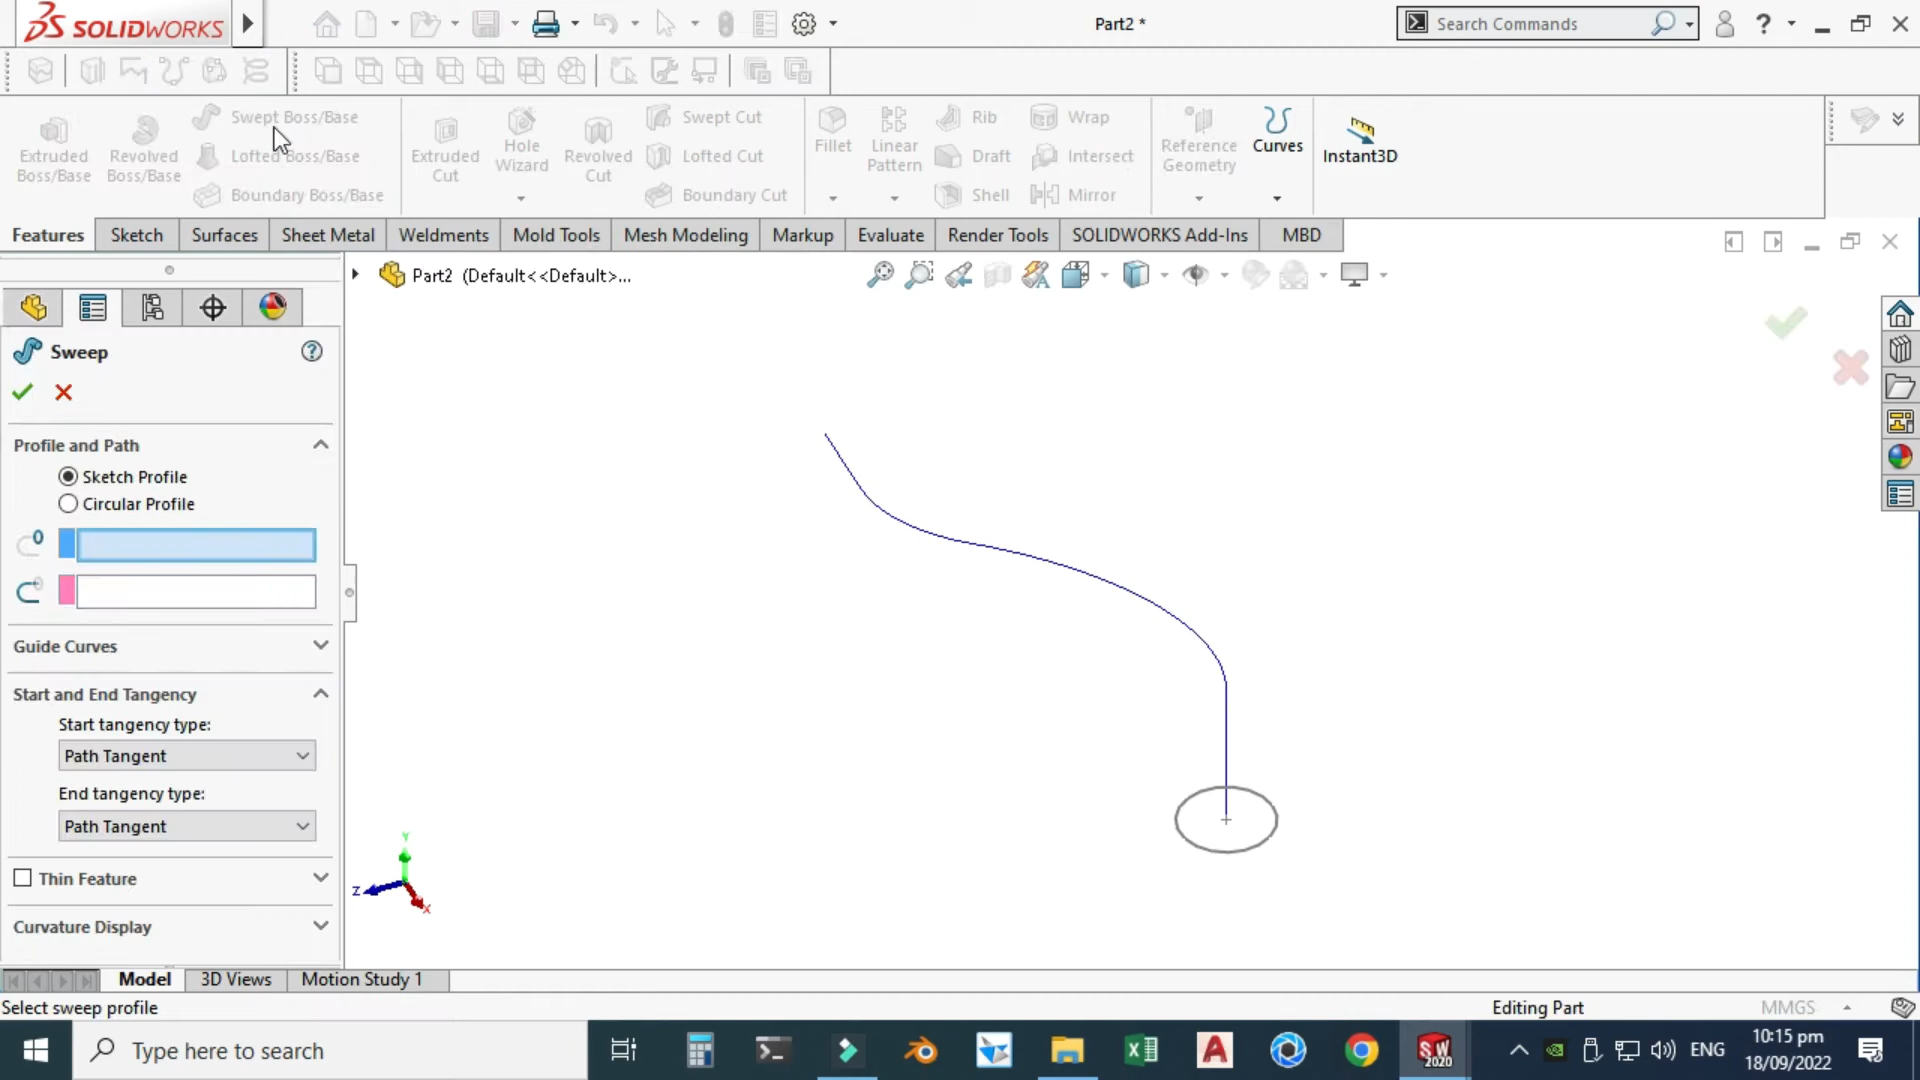 SOLIDWORKS
Part2 *
Search Commands
Extruded Boss/Base
Revolved Boss/Base
Swept Boss/Base
Lofted Boss/Base
Boundary Boss/Base
Extruded Cut
Hole Wizard
Revolved Cut
Swept Cut
Lofted Cut
Boundary Cut
Fillet
Linear Pattern
Rib
Draft
Shell
Wrap
Intersect
Mirror
Reference Geometry
Curves
Instant3D
Features
Sketch
Surfaces
Sheet Metal
Weldments
Mold Tools
Mesh Modeling
Markup
Evaluate
Render Tools
SOLIDWORKS Add-Ins
MBD
Part2 (Default<<Default>...
Sweep
Profile and Path
Sketch Profile
Circular Profile
Guide Curves
Start and End Tangency
Start tangency type:
Path Tangent
End tangency type:
Path Tangent
Thin Feature
Curvature Display
Y
Z
X
Model
3D Views
Motion Study 1
Select sweep profile
Editing Part
MMGS
Type here to search
SW
2020
ENG
10:15 pm
18/09/2022